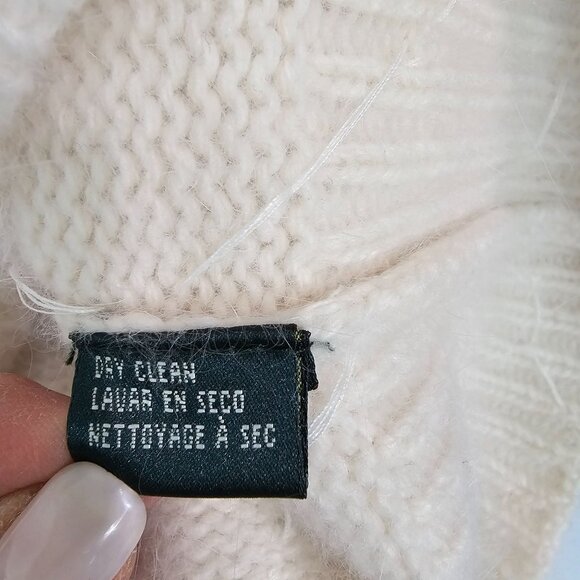 DRY CLEAN
LAVAR EN SECO
NETTOYAGE À SEC